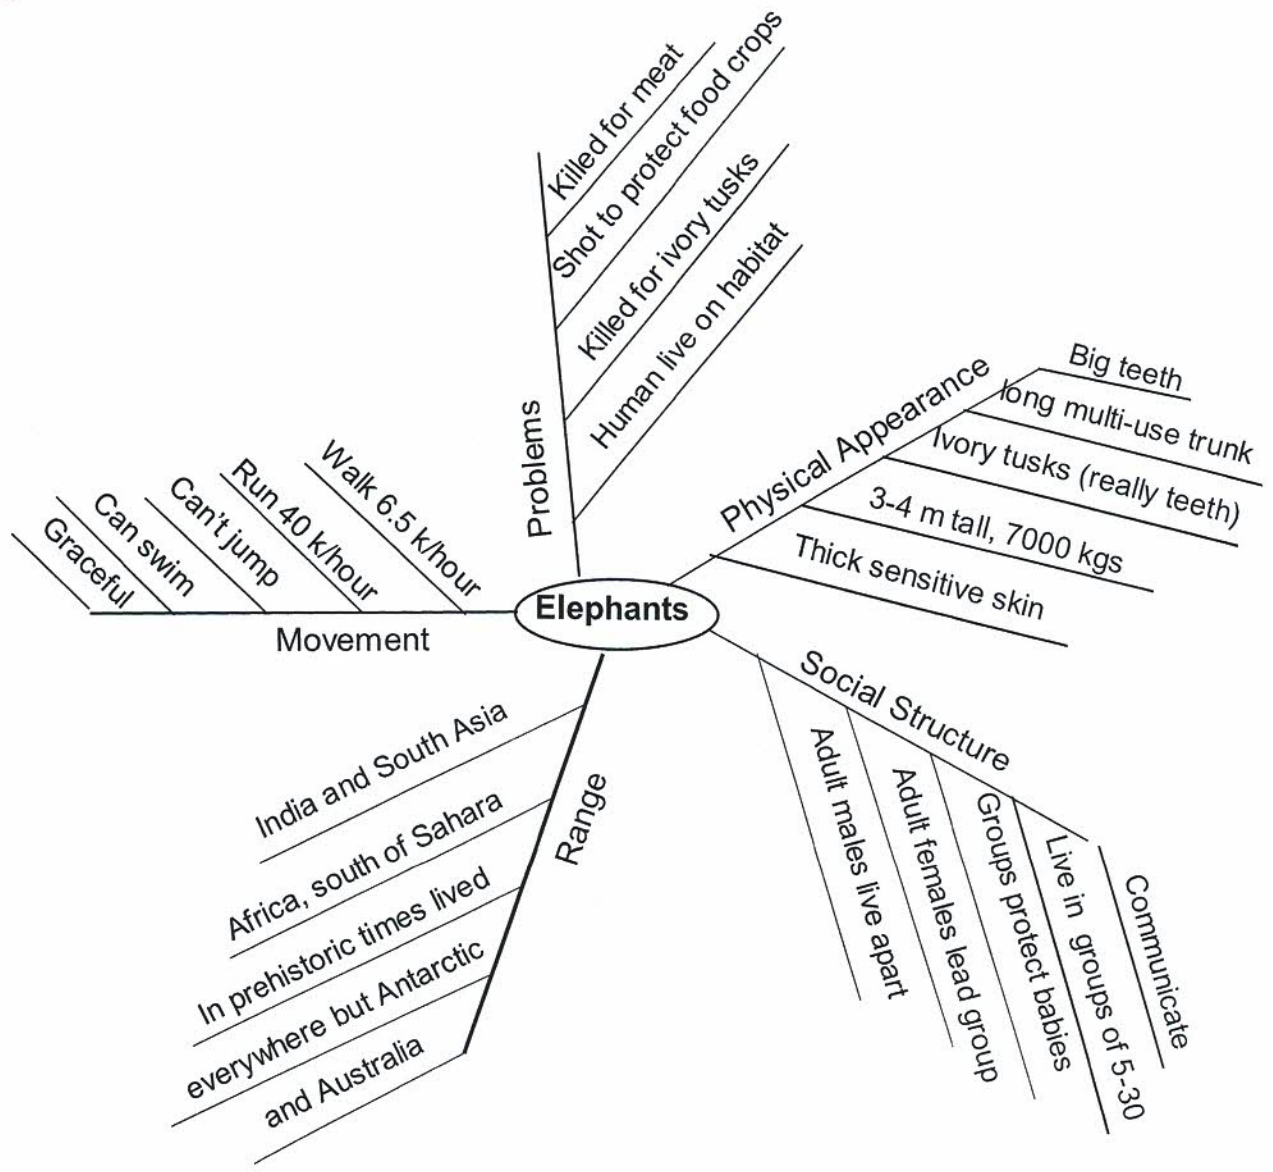 Elephants
Problems
Killed for meat
Shot to protect food crops
Killed for ivory tusks
Human live on habitat
Physical Appearance
Big teeth
long multi-use trunk
Ivory tusks (really teeth)
3-4 m tall, 7000 kgs
Thick sensitive skin
Social Structure
Adult males live apart
Adult females lead group
Groups protect babies
Live in groups of 5-30
Communicate
Range
India and South Asia
Africa, south of Sahara
In prehistoric times lived
everywhere but Antarctic
and Australia
Movement
Graceful
Can swim
Can't jump
Run 40 k/hour
Walk 6.5 k/hour